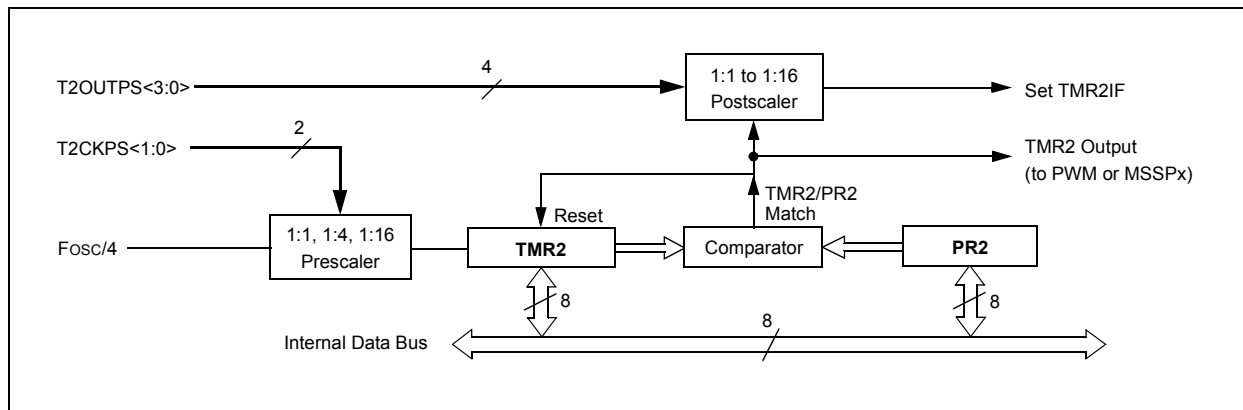 4
1:1 to 1:16
Postscaler
T2OUTPS<3:0>
Set TMR2IF
2
T2CKPS<1:0>
TMR2 Output
(to PWM or MSSPx)
TMR2/PR2
Match
Reset
1:1, 1:4, 1:16
Prescaler
FOSC/4
TMR2
Comparator
PR2
8
8
8
Internal Data Bus